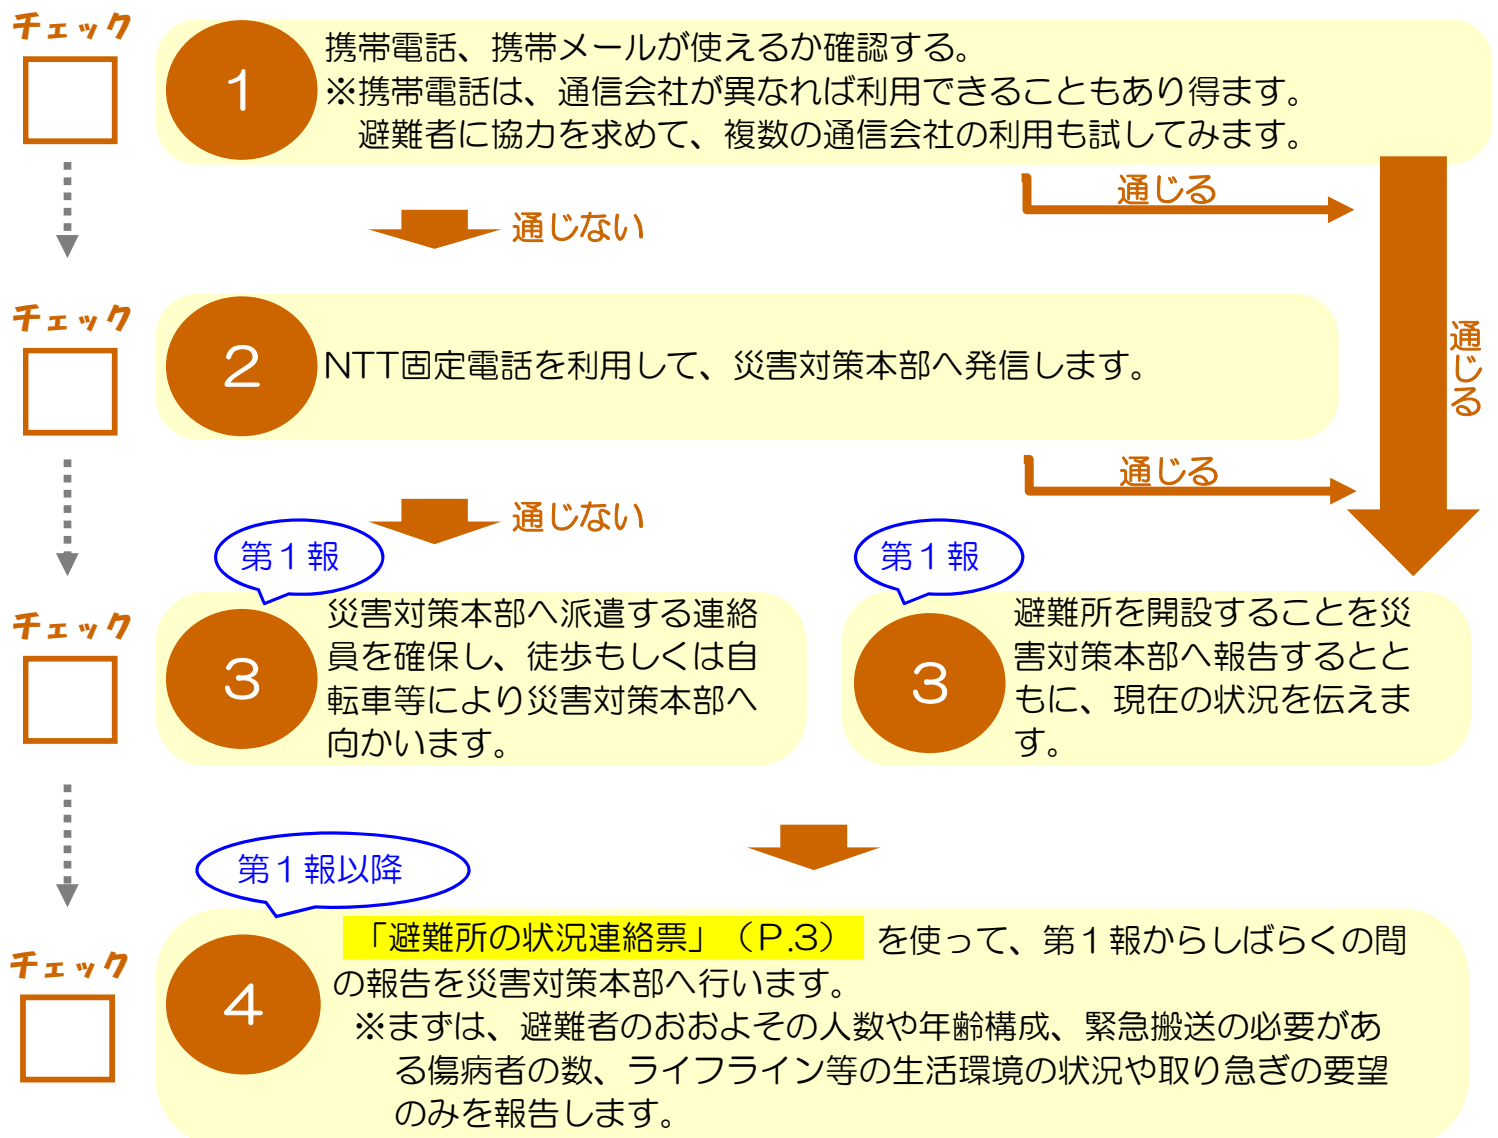 チェック
1
携帯電話、携帯メールが使えるか確認する。
※携帯電話は、通信会社が異なれば利用できることもあり得ます。
避難者に協力を求めて、複数の通信会社の利用も試してみます。
通じる
通じない
チェック
2
NTT固定電話を利用して、災害対策本部へ発信します。
通じる
通じる
通じない
第１報
チェック
3
災害対策本部へ派遣する連絡
員を確保し、徒歩もしくは自
転車等により災害対策本部へ
向かいます。
第１報
3
避難所を開設することを災
害対策本部へ報告するとと
もに、現在の状況を伝えま
す。
第１報以降
チェック
4
「避難所の状況連絡票」（P.3） を使って、第１報からしばらくの間
の報告を災害対策本部へ行います。
※まずは、避難者のおおよその人数や年齢構成、緊急搬送の必要があ
る傷病者の数、ライフライン等の生活環境の状況や取り急ぎの要望
のみを報告します。